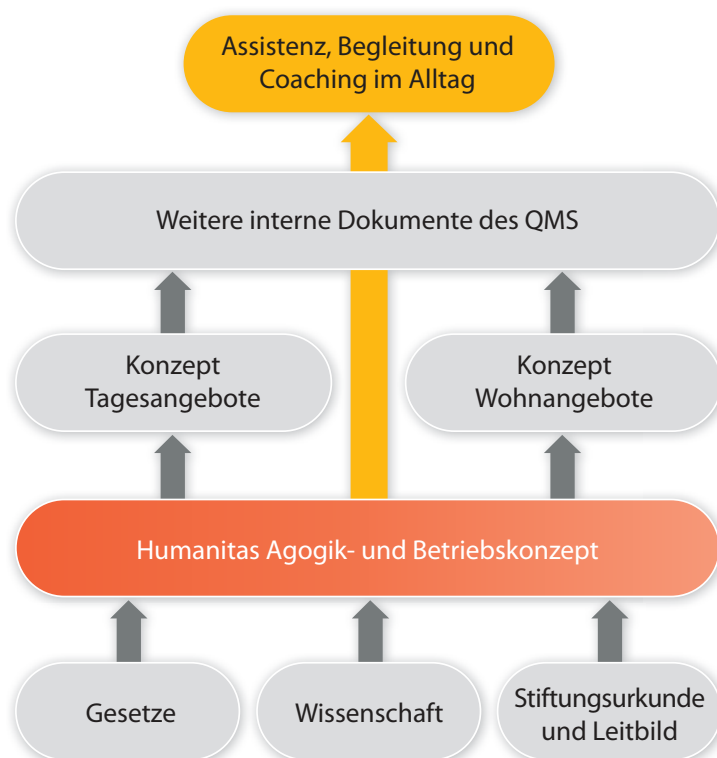 Assistenz, Begleitung und
Coaching im Alltag
Weitere interne Dokumente des QMS
Konzept
Tagesangebote
Konzept
Wohnangebote
Humanitas Agogik- und Betriebskonzept
Gesetze
Wissenschaft
Stiftungsurkunde
und Leitbild